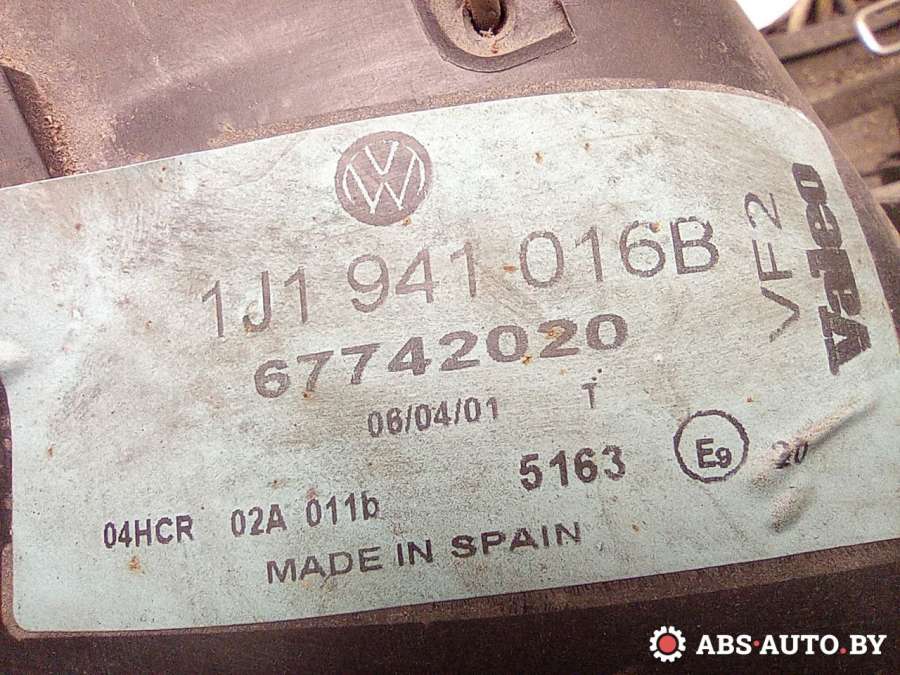 VW
1J1 941 016B
67742020
06/04/01 T
5163 E9 20
04HCR 02A 011b
MADE IN SPAIN
VF2
Valeo
ABS-AUTO.BY